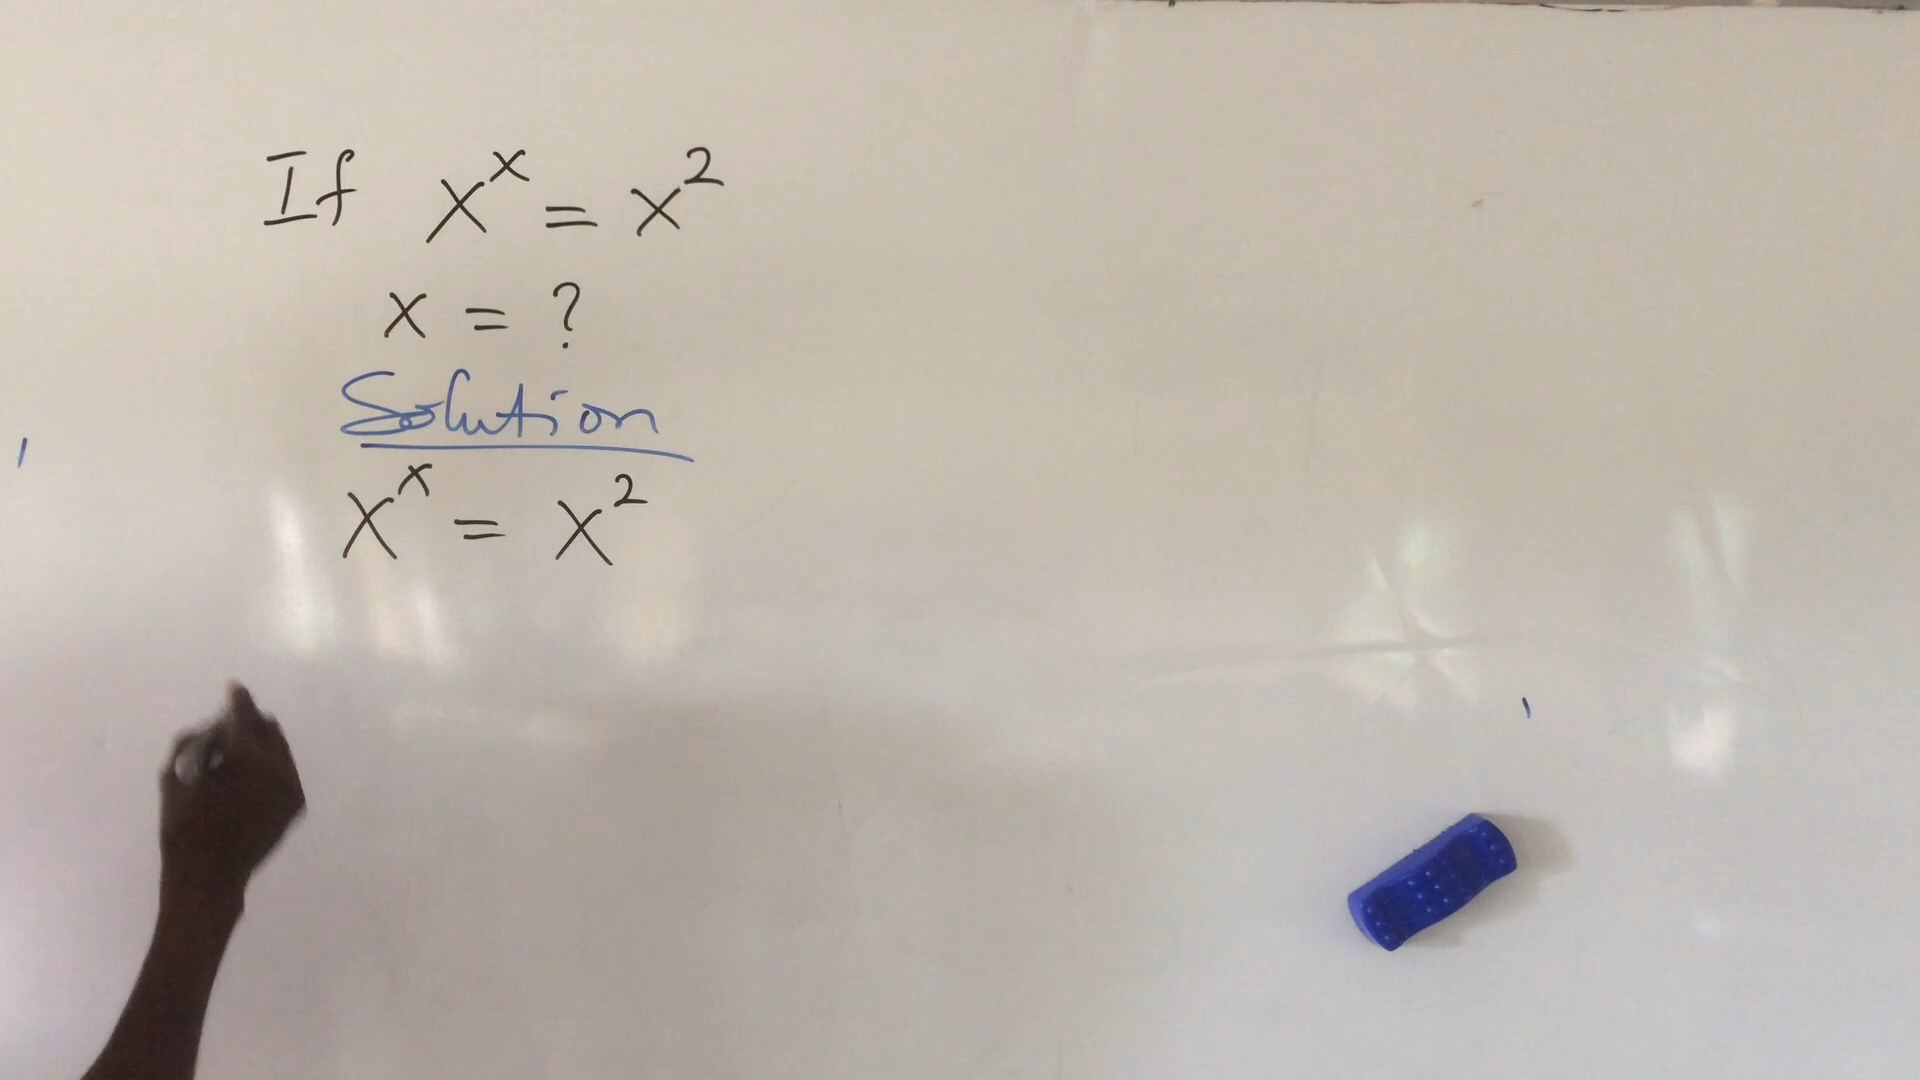 If x^x = x^2
x = ?
Solution
x^x = x^2